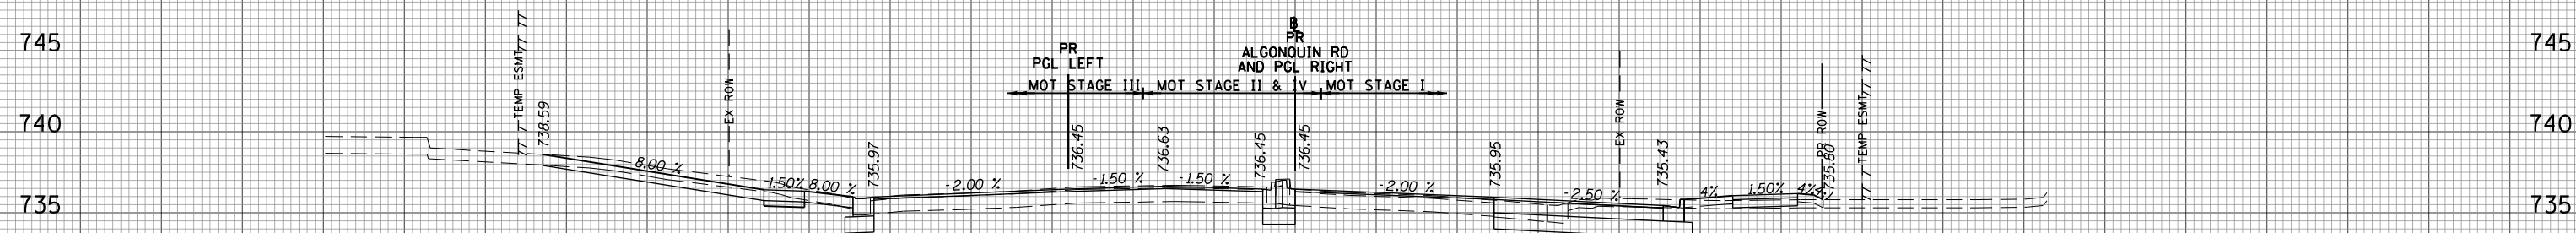 745
740
735
TEMP ESMT
738.59
8.00 %
EX ROW
1.50%
8.00 %
735.97
-2.00 %
PR
PGL LEFT
MOT STAGE III
736.45
-1.50 %
736.63
-1.50 %
MOT STAGE II & IV
736.45
PR
ALGONQUIN RD
AND PGL RIGHT
736.45
MOT STAGE I
-2.00 %
735.95
-2.50 %
EX ROW
735.43
4%
1.50%
4%
PR ROW
735.80
TEMP ESMT
745
740
735